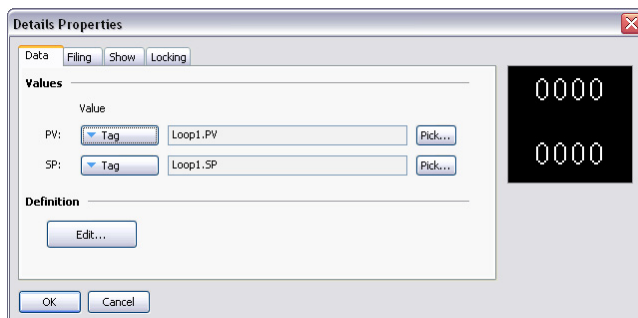 Details Properties
Data Filing Show Locking
Values
0000
Value
PV: Tag Loop1.PV Pick...
SP: Tag Loop1.SP Pick...
0000
Definition
Edit...
OK Cancel